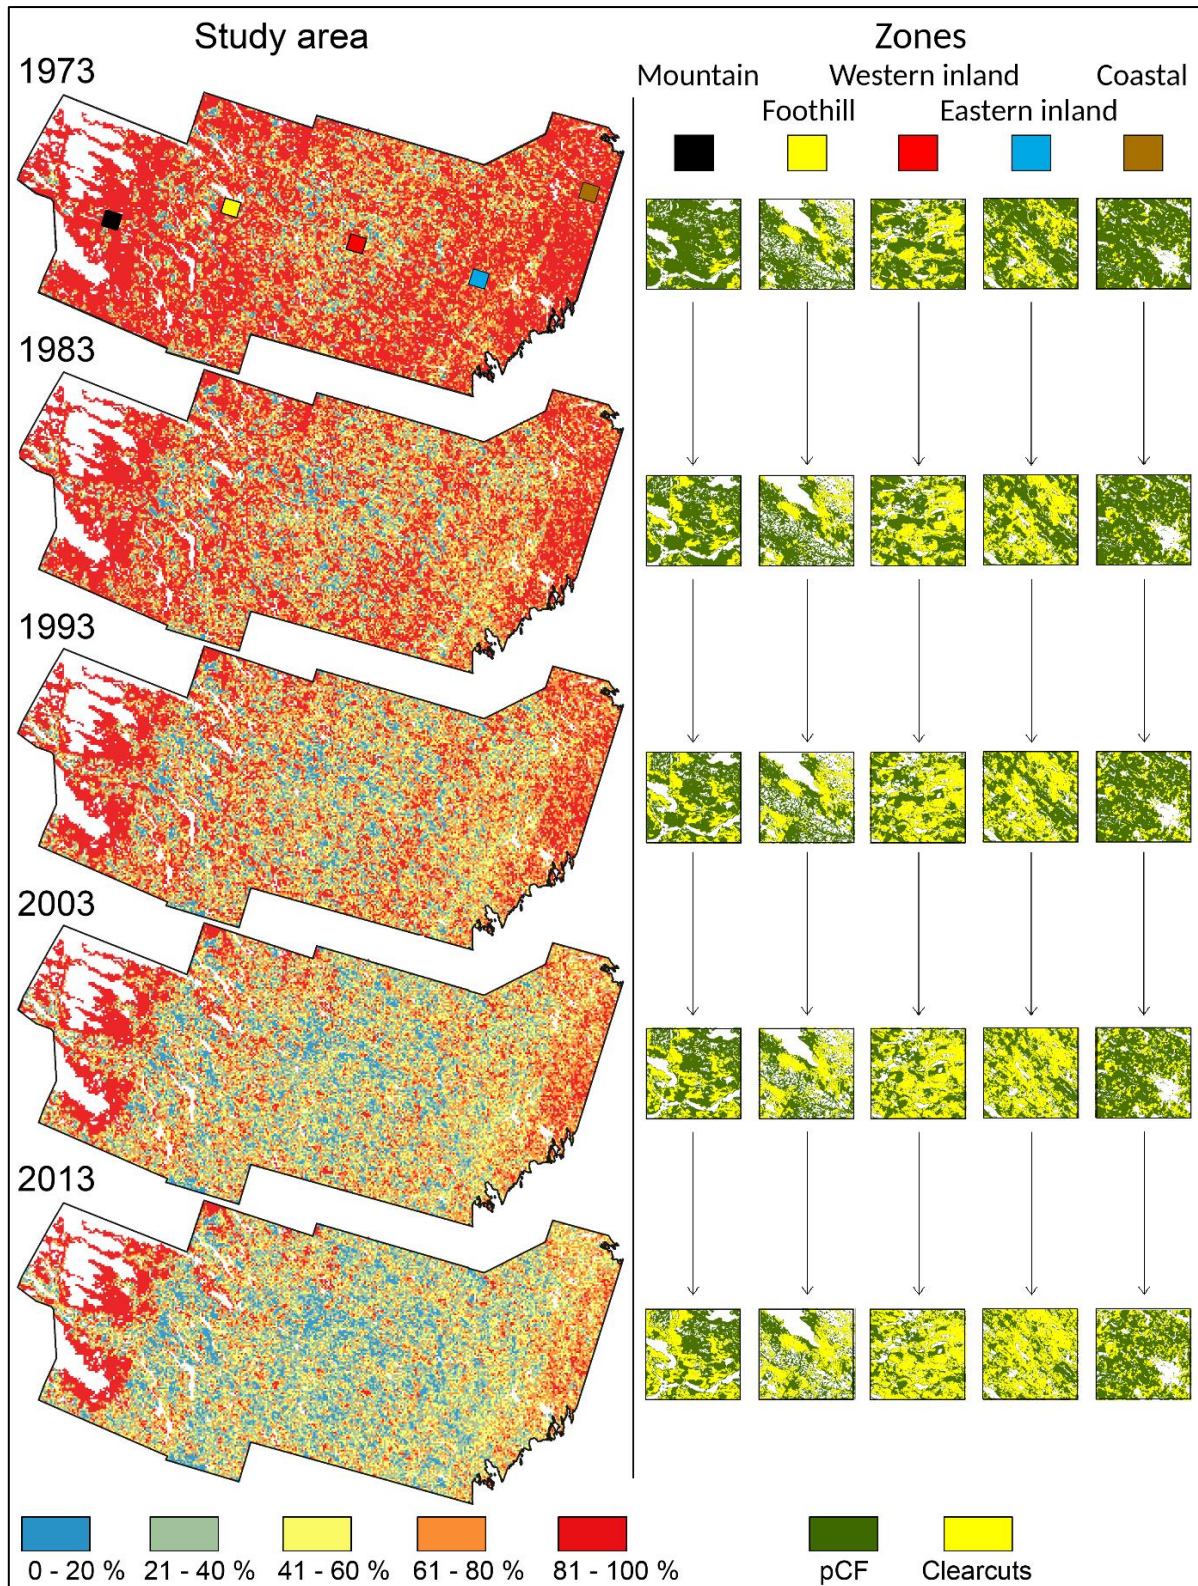 Study area
Zones
Mountain
Western inland
Coastal
Foothill
Eastern inland
1973
1983
1993
2003
2013
0 - 20 %
21 - 40 %
41 - 60 %
61 - 80 %
81 - 100 %
pCF
Clearcuts